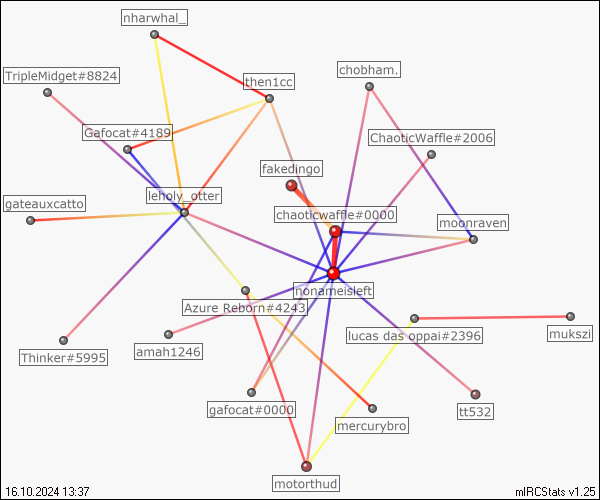 nharwhal_
TripleMidget#8824
then1cc
chobham.
Gafocat#4189
ChaoticWaffle#2006
fakedingo
leholy_otter
gateauxcatto
chaoticwaffle#0000
moonraven
nonameisleft
Azure Reborn#4243
lucas das oppai#2396
mukszi
Thinker#5995
amah1246
gafocat#0000
tt532
mercurybro
motorthud
16.10.2024 13:37
mIRCStats v1.25